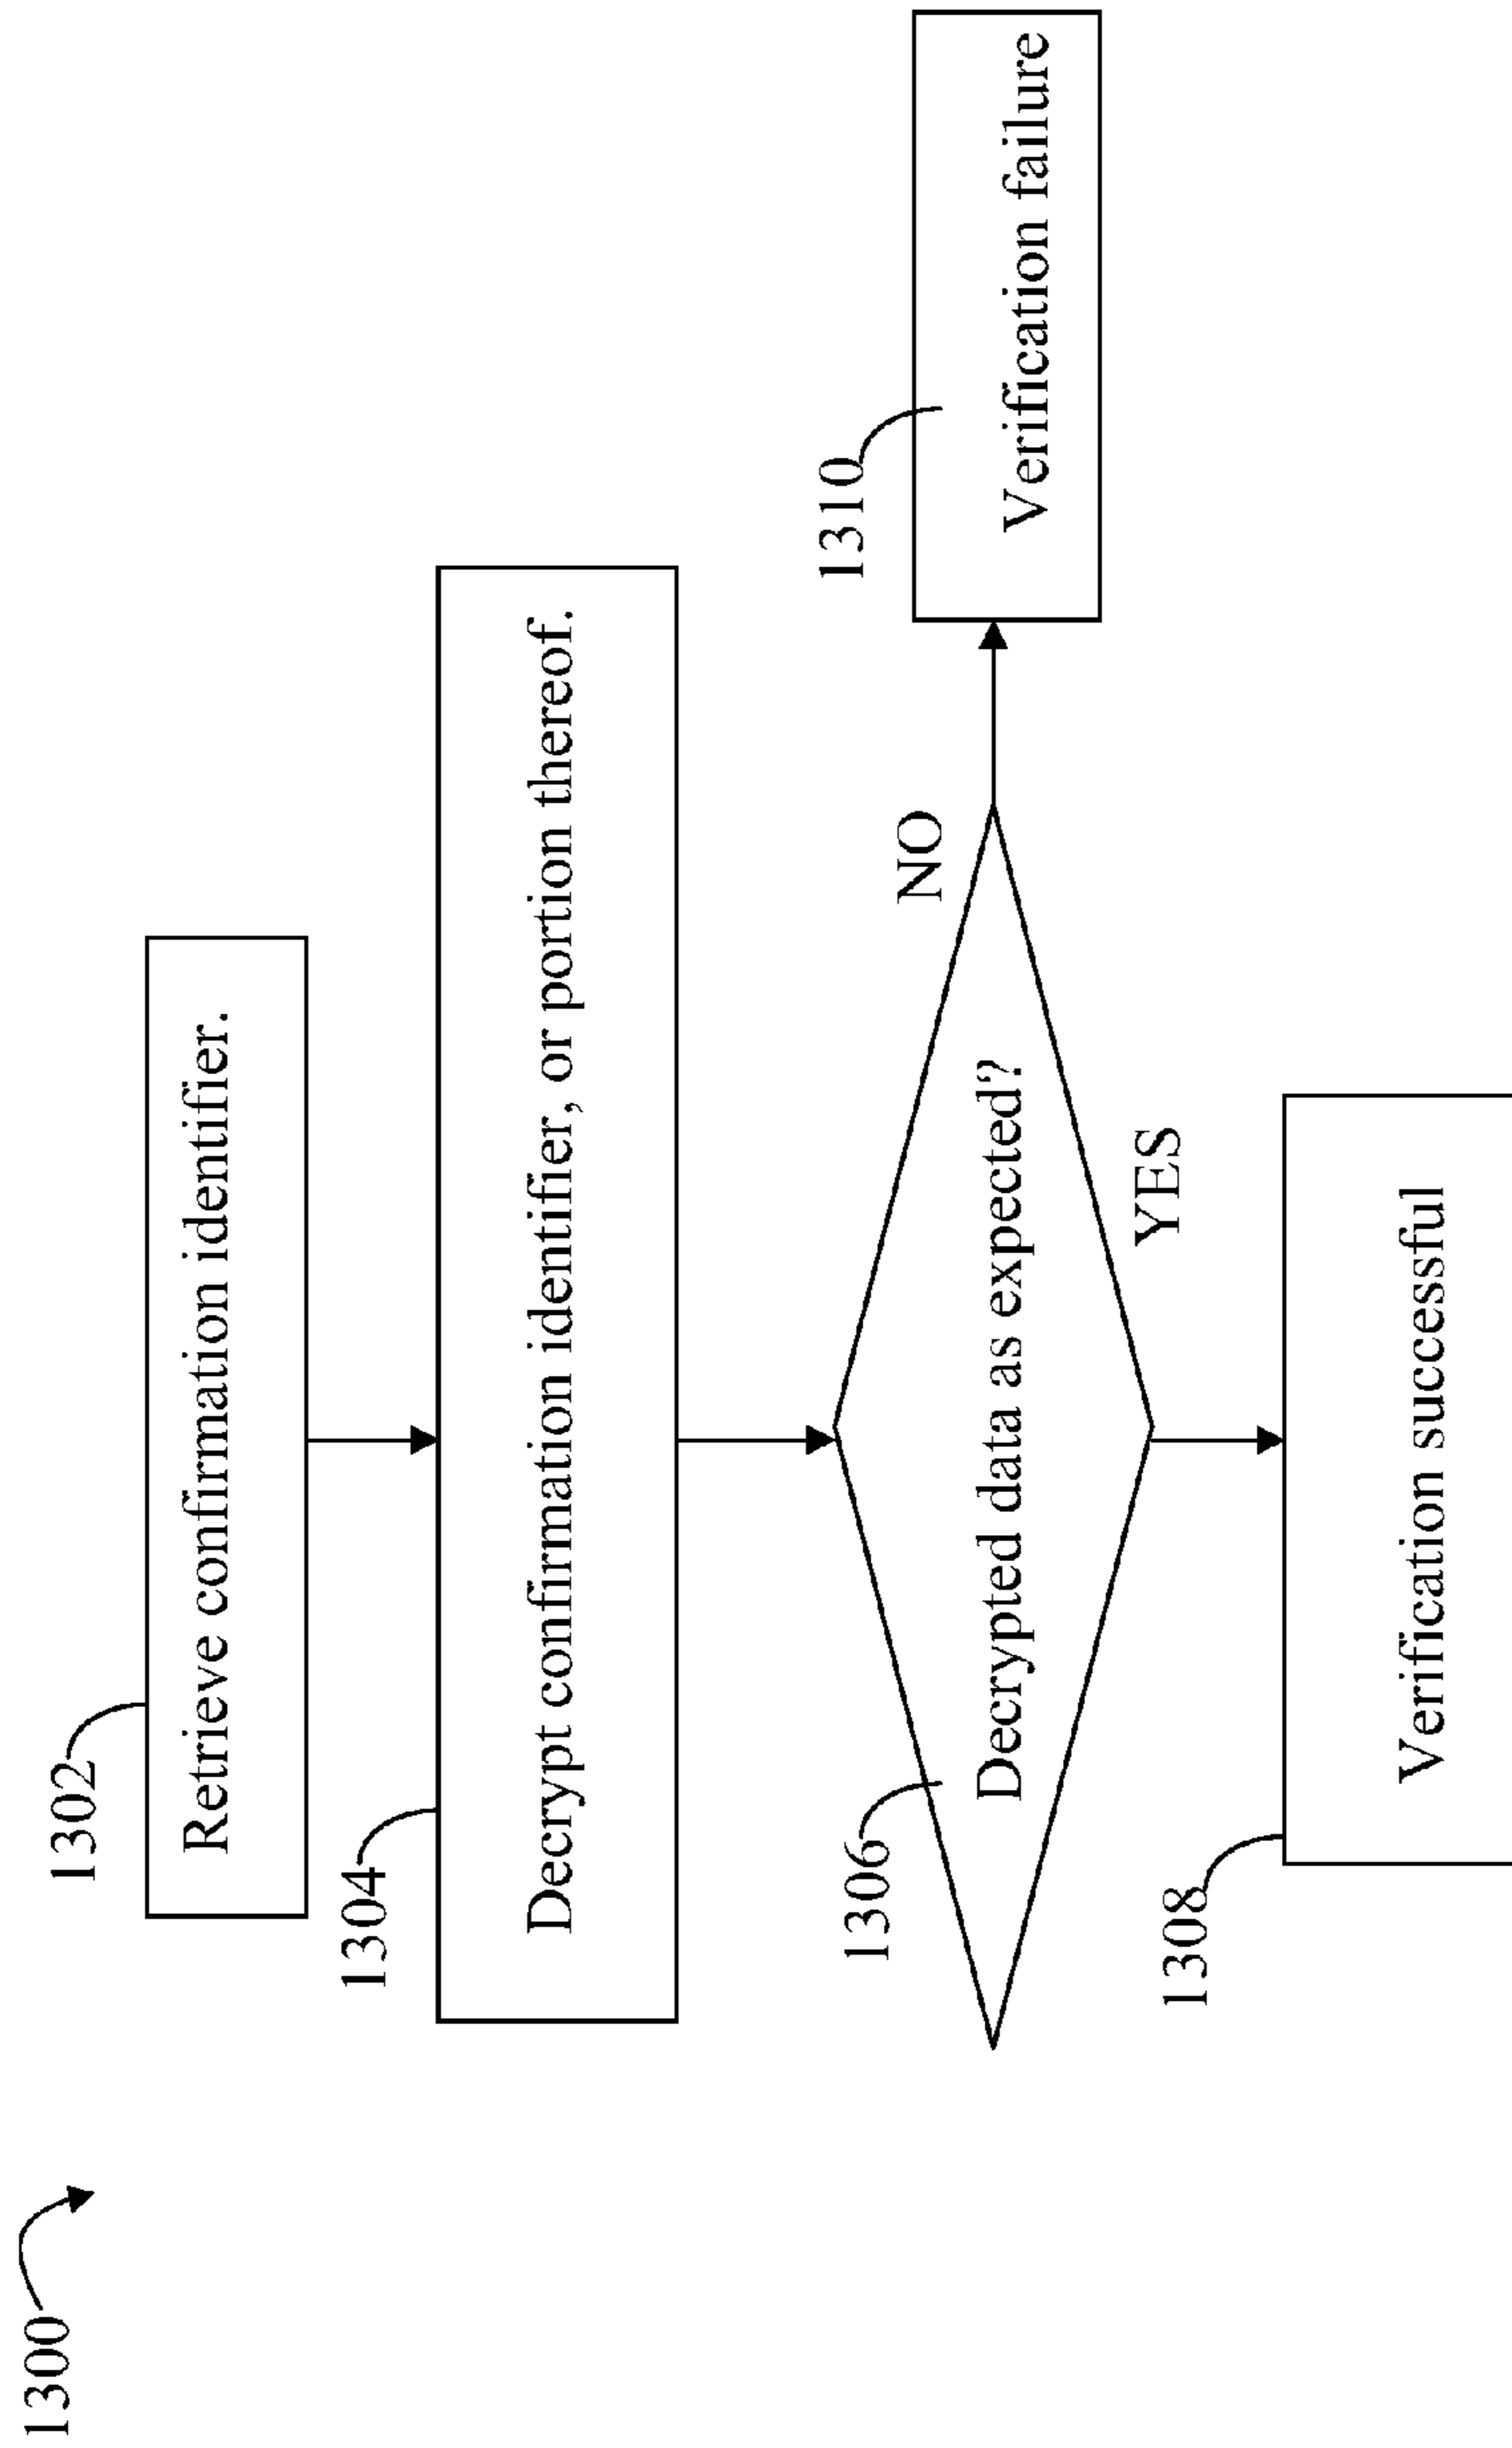 1300
1302
Retrieve confirmation identifier.
1304
Decrypt confirmation identifier, or portion thereof.
1306
Decrypted data as expected?
NO
1310
Verification failure
YES
1308
Verification successful